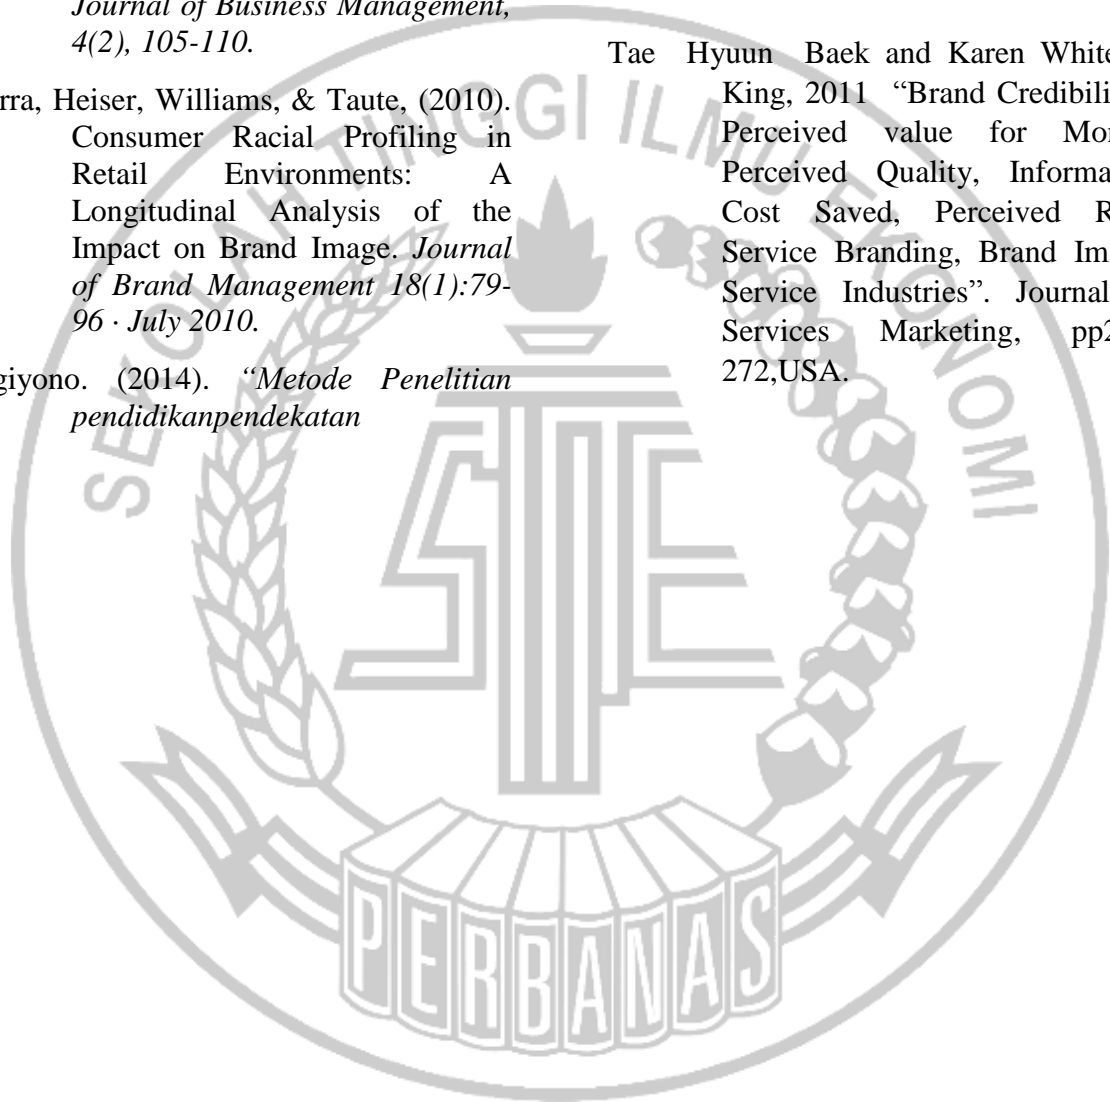 Journal of Business Management,
4(2), 105-110.
rra, Heiser, Williams, & Taute, (2010).
Consumer Racial Profiling in
Retail Environments: A
Longitudinal Analysis of the
Impact on Brand Image. Journal
of Brand Management 18(1):79-
96 · July 2010.
giyono. (2014). “Metode Penelitian
pendidikanpendekatan
Tae Hyuun Baek and Karen White
King, 2011 “Brand Credibili
Perceived value for Mo
Perceived Quality, Informa
Cost Saved, Perceived R
Service Branding, Brand Im
Service Industries”. Journal
Services Marketing, pp2
272,USA.
SEKOLAH TINGGI ILMU EKONOMI
PERBANAS